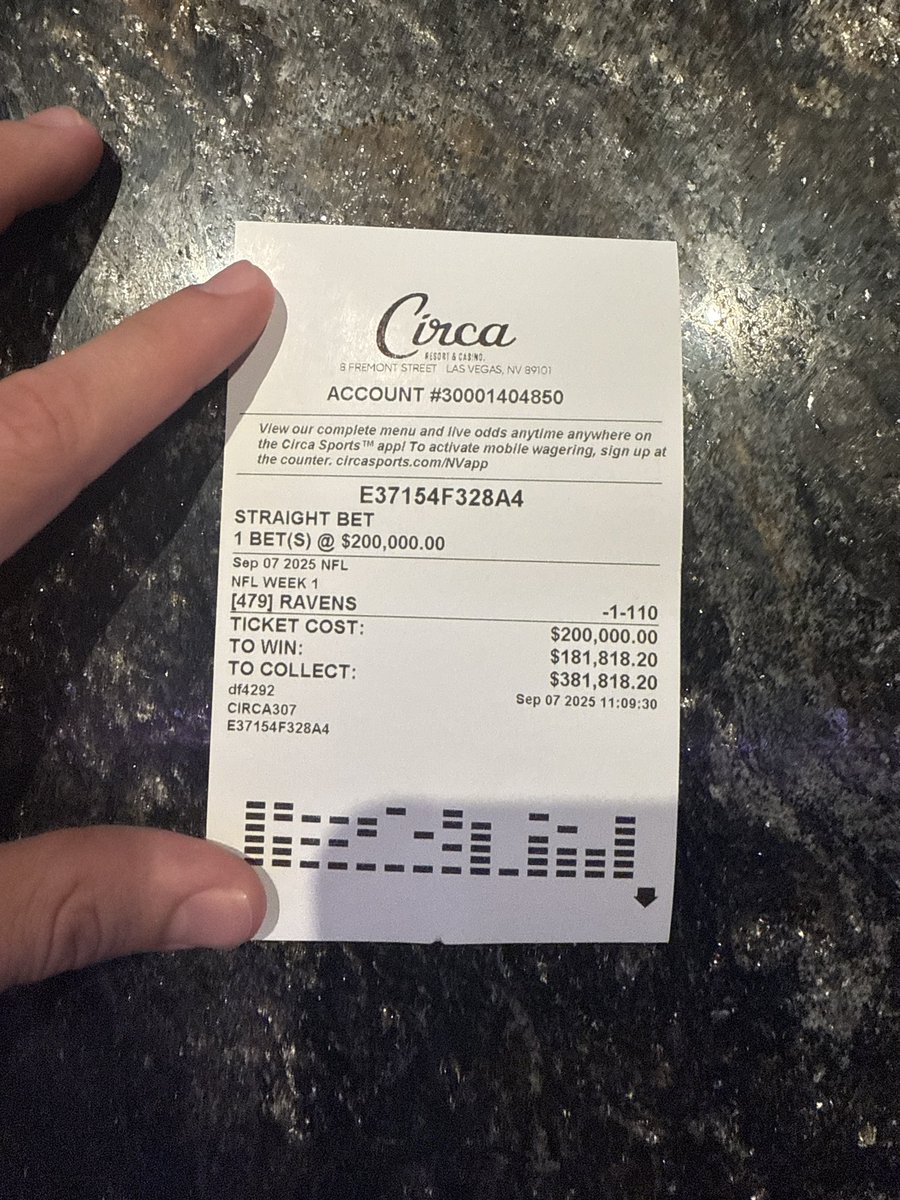 Circa
RESORT & CASINO.
8 FREMONT STREET LAS VEGAS, NV 89101
ACCOUNT #30001404850
View our complete menu and live odds anytime anywhere on
the Circa Sports™ app! To activate mobile wagering, sign up at
the counter. circasports.com/NVapp
E37154F328A4
STRAIGHT BET
1 BET(S) @ $200,000.00
Sep 07 2025 NFL
NFL WEEK 1
[479] RAVENS -1-110
TICKET COST: $200,000.00
TO WIN: $181,818.20
TO COLLECT: $381,818.20
df4292 Sep 07 2025 11:09:30
CIRCA307
E37154F328A4